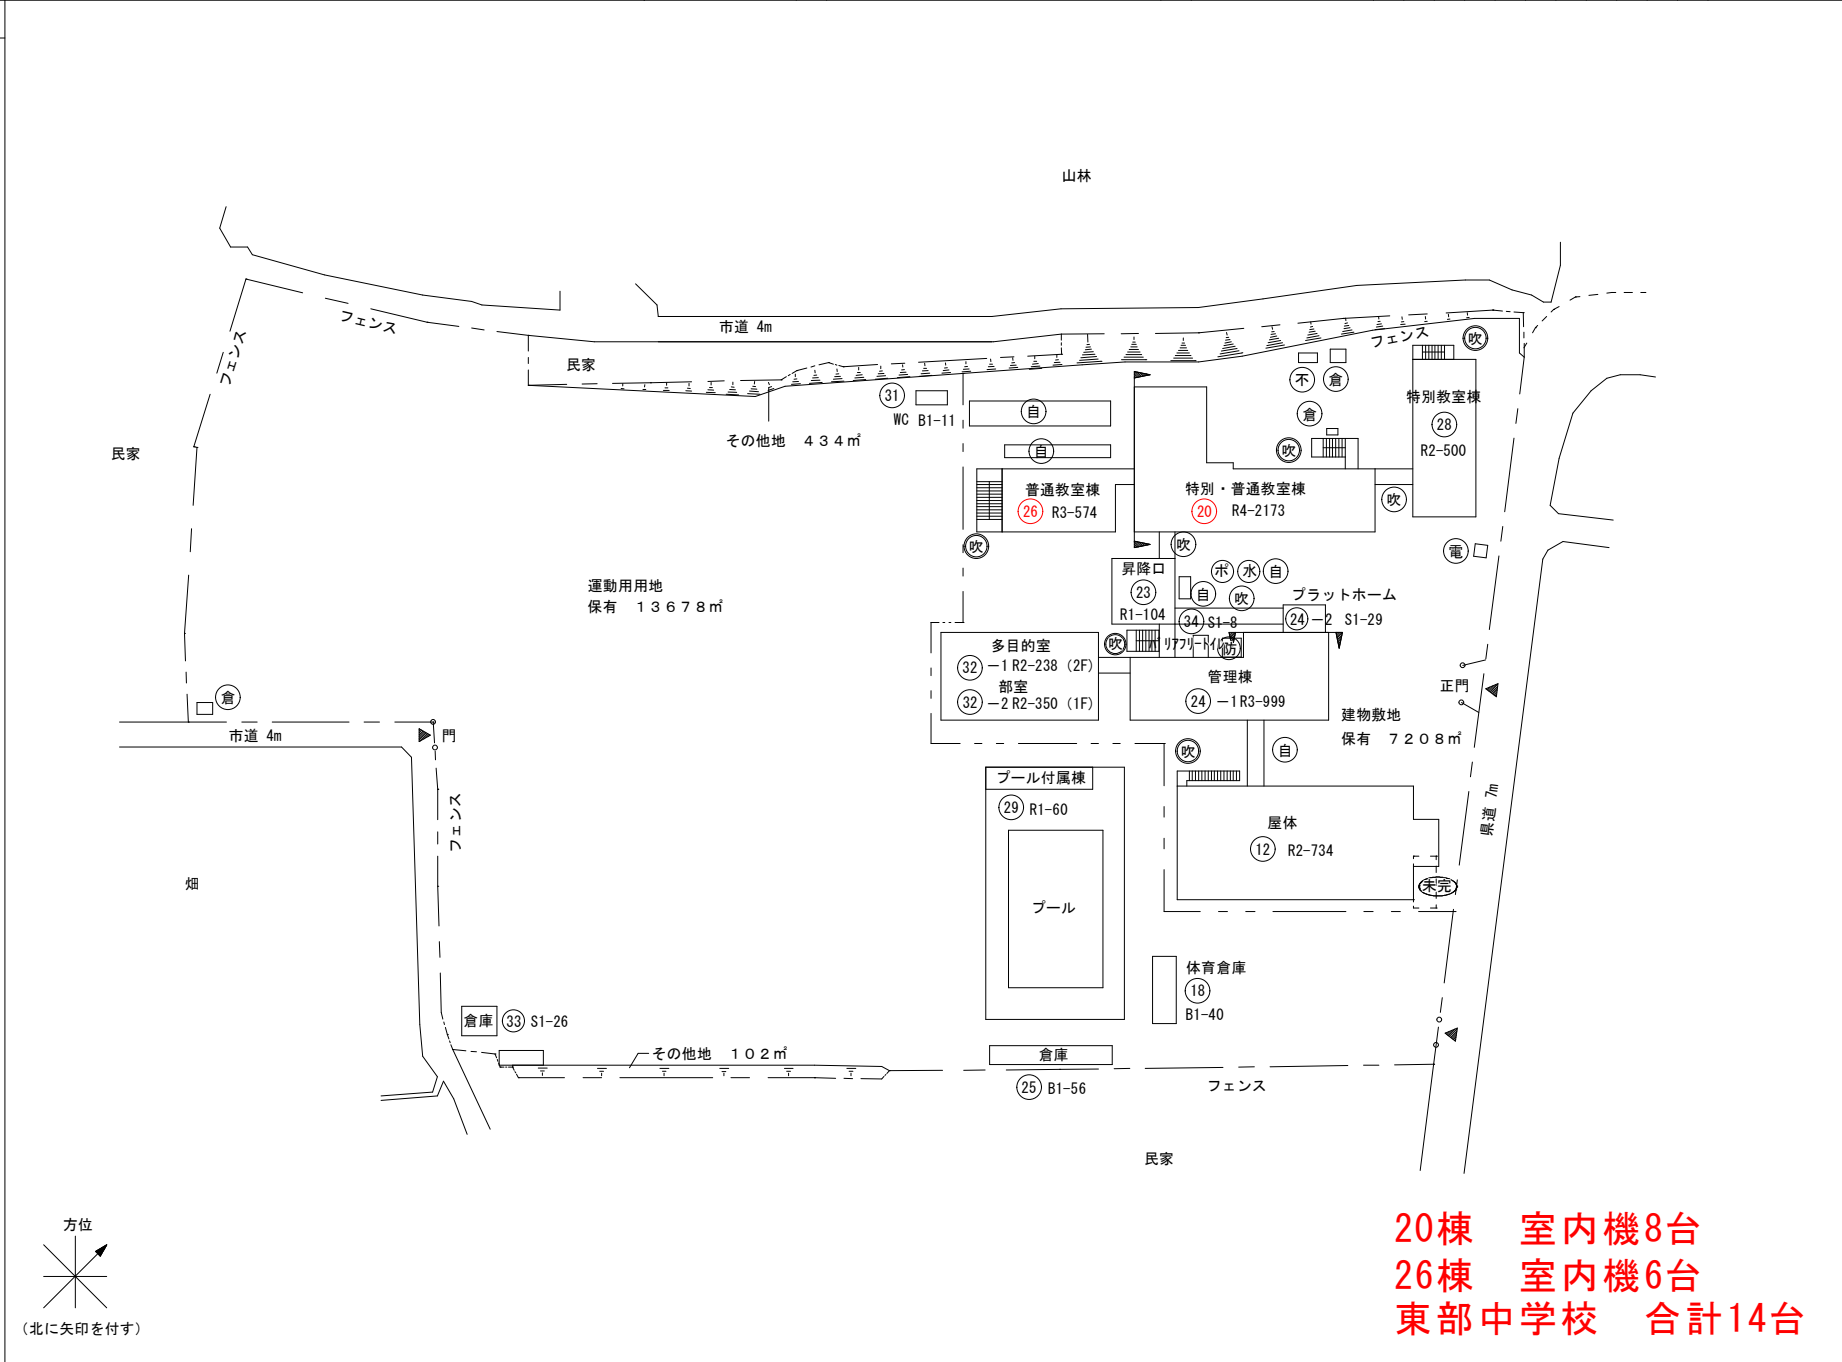 山林
市道 4m
フェンス
フェンス
フェンス
民家
民家
その他地 434㎡
31
WC B1-11
自
自
不
倉
倉
吹
吹
吹
特別教室棟
28
R2-500
普通教室棟
26 R3-574
特別・普通教室棟
20 R4-2173
吹
吹
電
運動用用地
保有 13678㎡
昇降口
23
R1-104
ポ
水
自
自
吹
プラットホーム
24-2 S1-29
34 S1-8
バリアフリートイレ
防
吹
多目的室
32-1 R2-238 (2F)
部室
32-2 R2-350 (1F)
管理棟
24-1 R3-999
正門
建物敷地
保有 7208㎡
倉
市道 4m
門
吹
自
フェンス
プール付属棟
29 R1-60
プール
屋体
12 R2-734
未完
県道 7m
畑
体育倉庫
18
B1-40
倉庫 33 S1-26
その他地 102㎡
倉庫
25 B1-56
フェンス
民家
方位
(北に矢印を付す)
20棟 室内機8台
26棟 室内機6台
東部中学校 合計14台